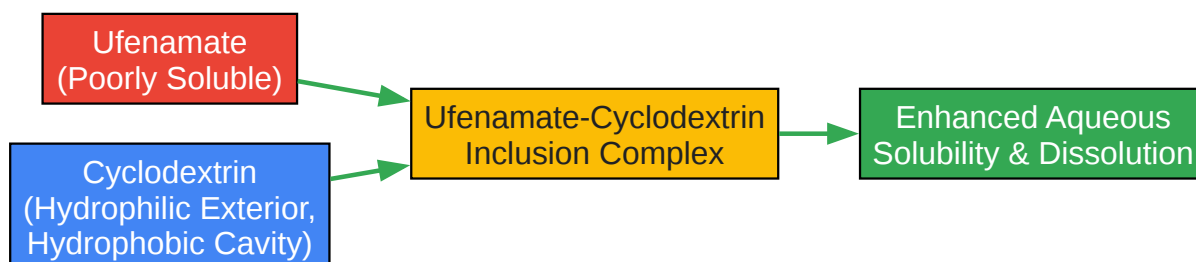 Ufenamate
(Poorly Soluble)
Cyclodextrin
(Hydrophilic Exterior,
Hydrophobic Cavity)
Ufenamate-Cyclodextrin
Inclusion Complex
Enhanced Aqueous
Solubility & Dissolution